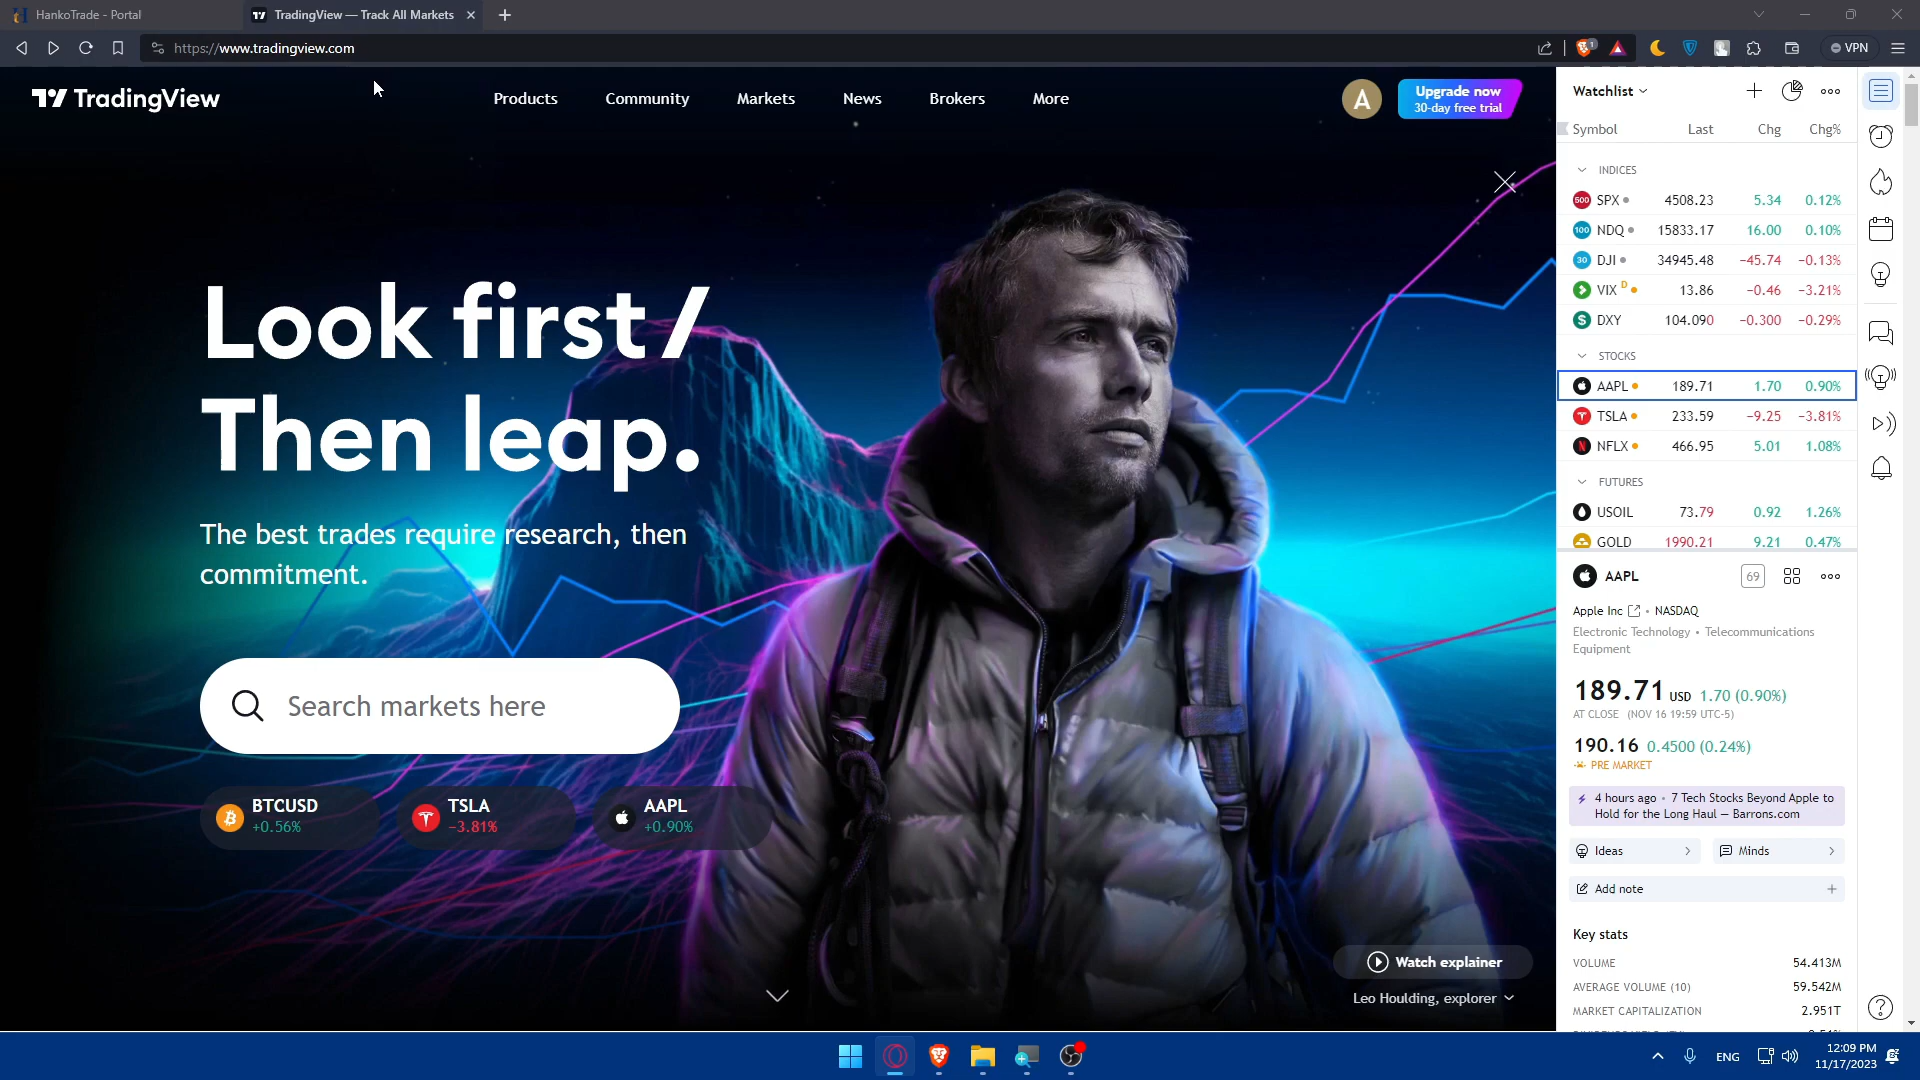 HankoTrade - Portal
TradingView — Track All Markets
https://www.tradingview.com
1
VPN
TradingView
Products
Community
Markets
News
Brokers
More
A
Upgrade now
30-day free trial
Look first/
Then leap.
The best trades require research, then
commitment.
Search markets here
BTCUSD
+0.56%
TSLA
−3.81%
AAPL
+0.90%
Watch explainer
Leo Houlding, explorer
Watchlist
Symbol Last Chg Chg%
INDICES
500 SPX 4508.23 5.34 0.12%
100 NDQ 15833.17 16.00 0.10%
30 DJI 34945.48 −45.74 −0.13%
VIX D 13.86 −0.46 −3.21%
$ DXY 104.090 −0.300 −0.29%
STOCKS
AAPL 189.71 1.70 0.90%
TSLA 233.59 −9.25 −3.81%
NFLX 466.95 5.01 1.08%
FUTURES
USOIL 73.79 0.92 1.26%
GOLD 1990.21 9.21 0.47%
AAPL
69
Apple Inc • NASDAQ
Electronic Technology • Telecommunications
Equipment
189.71 USD 1.70 (0.90%)
AT CLOSE (NOV 16 19:59 UTC-5)
190.16 0.4500 (0.24%)
PRE MARKET
4 hours ago • 7 Tech Stocks Beyond Apple to
Hold for the Long Haul — Barrons.com
Ideas
Minds
Add note
Key stats
VOLUME 54.413M
AVERAGE VOLUME (10) 59.542M
MARKET CAPITALIZATION 2.951T
ENG
12:09 PM
11/17/2023